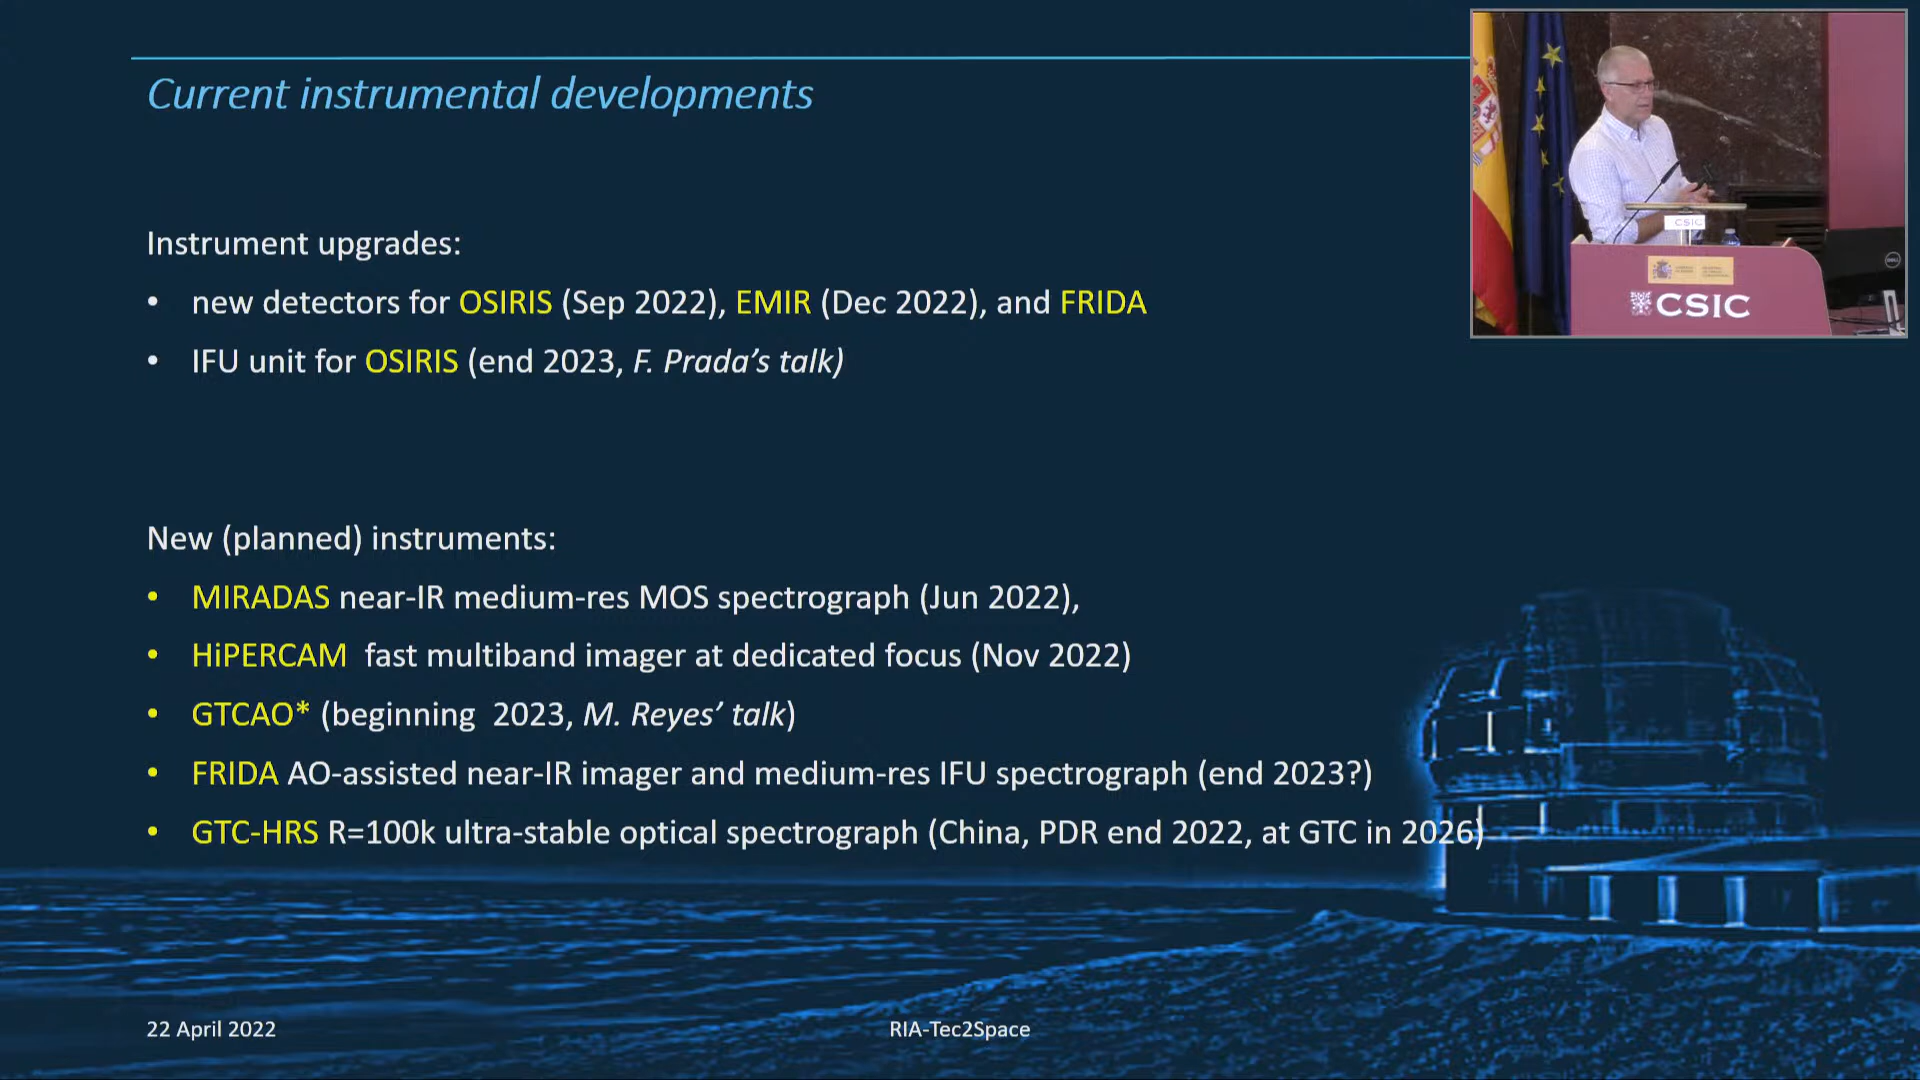 Current instrumental developments
Instrument upgrades:
• new detectors for OSIRIS (Sep 2022), EMIR (Dec 2022), and FRIDA
• IFU unit for OSIRIS (end 2023, F. Prada's talk)
New (planned) instruments:
• MIRADAS near-IR medium-res MOS spectrograph (Jun 2022),
• HiPERCAM fast multiband imager at dedicated focus (Nov 2022)
• GTCAO* (beginning 2023, M. Reyes' talk)
• FRIDA AO-assisted near-IR imager and medium-res IFU spectrograph (end 2023?)
• GTC-HRS R=100k ultra-stable optical spectrograph (China, PDR end 2022, at GTC in 2026)
22 April 2022
RIA-Tec2Space
CSIC
CSIC
DELL